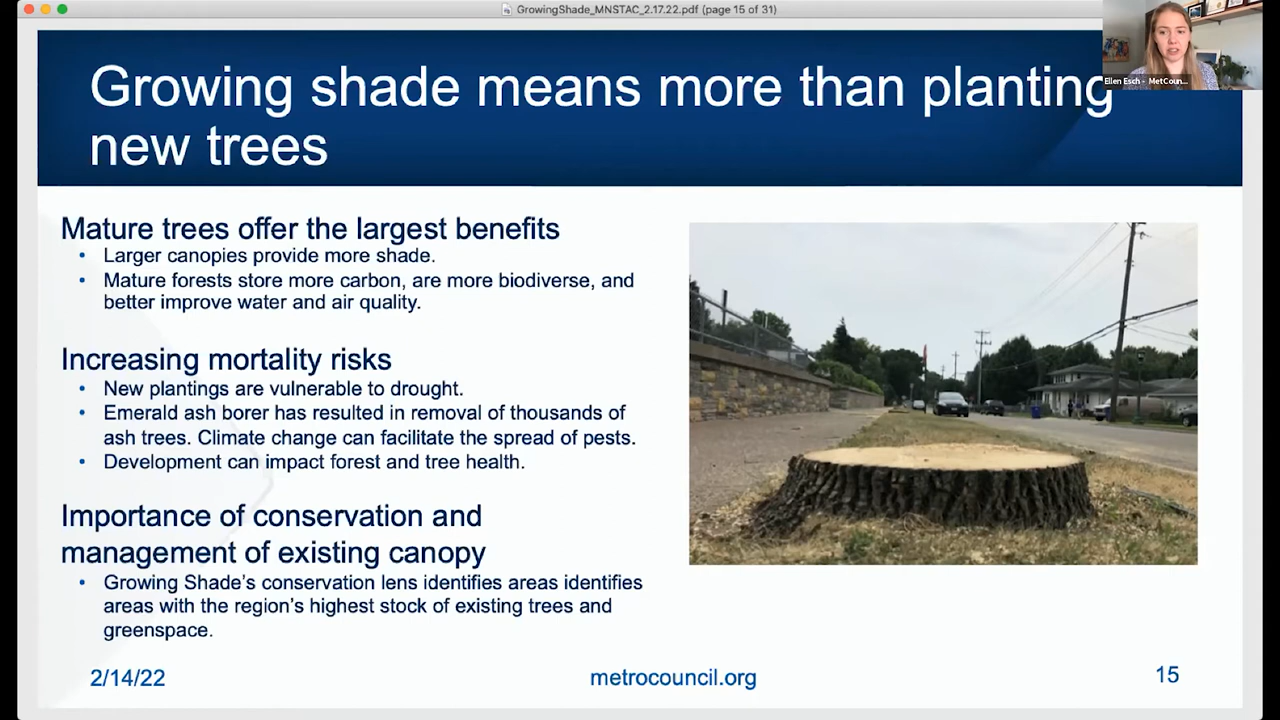 GrowingShade_MNSTAC_2.17.22.pdf (page 15 of 31)
Ellen Esch - MetCoun...
Growing shade means more than planting
new trees
Mature trees offer the largest benefits
• Larger canopies provide more shade.
• Mature forests store more carbon, are more biodiverse, and
better improve water and air quality.
Increasing mortality risks
• New plantings are vulnerable to drought.
• Emerald ash borer has resulted in removal of thousands of
ash trees. Climate change can facilitate the spread of pests.
• Development can impact forest and tree health.
Importance of conservation and
management of existing canopy
• Growing Shade's conservation lens identifies areas identifies
areas with the region's highest stock of existing trees and
greenspace.
2/14/22
metrocouncil.org
15